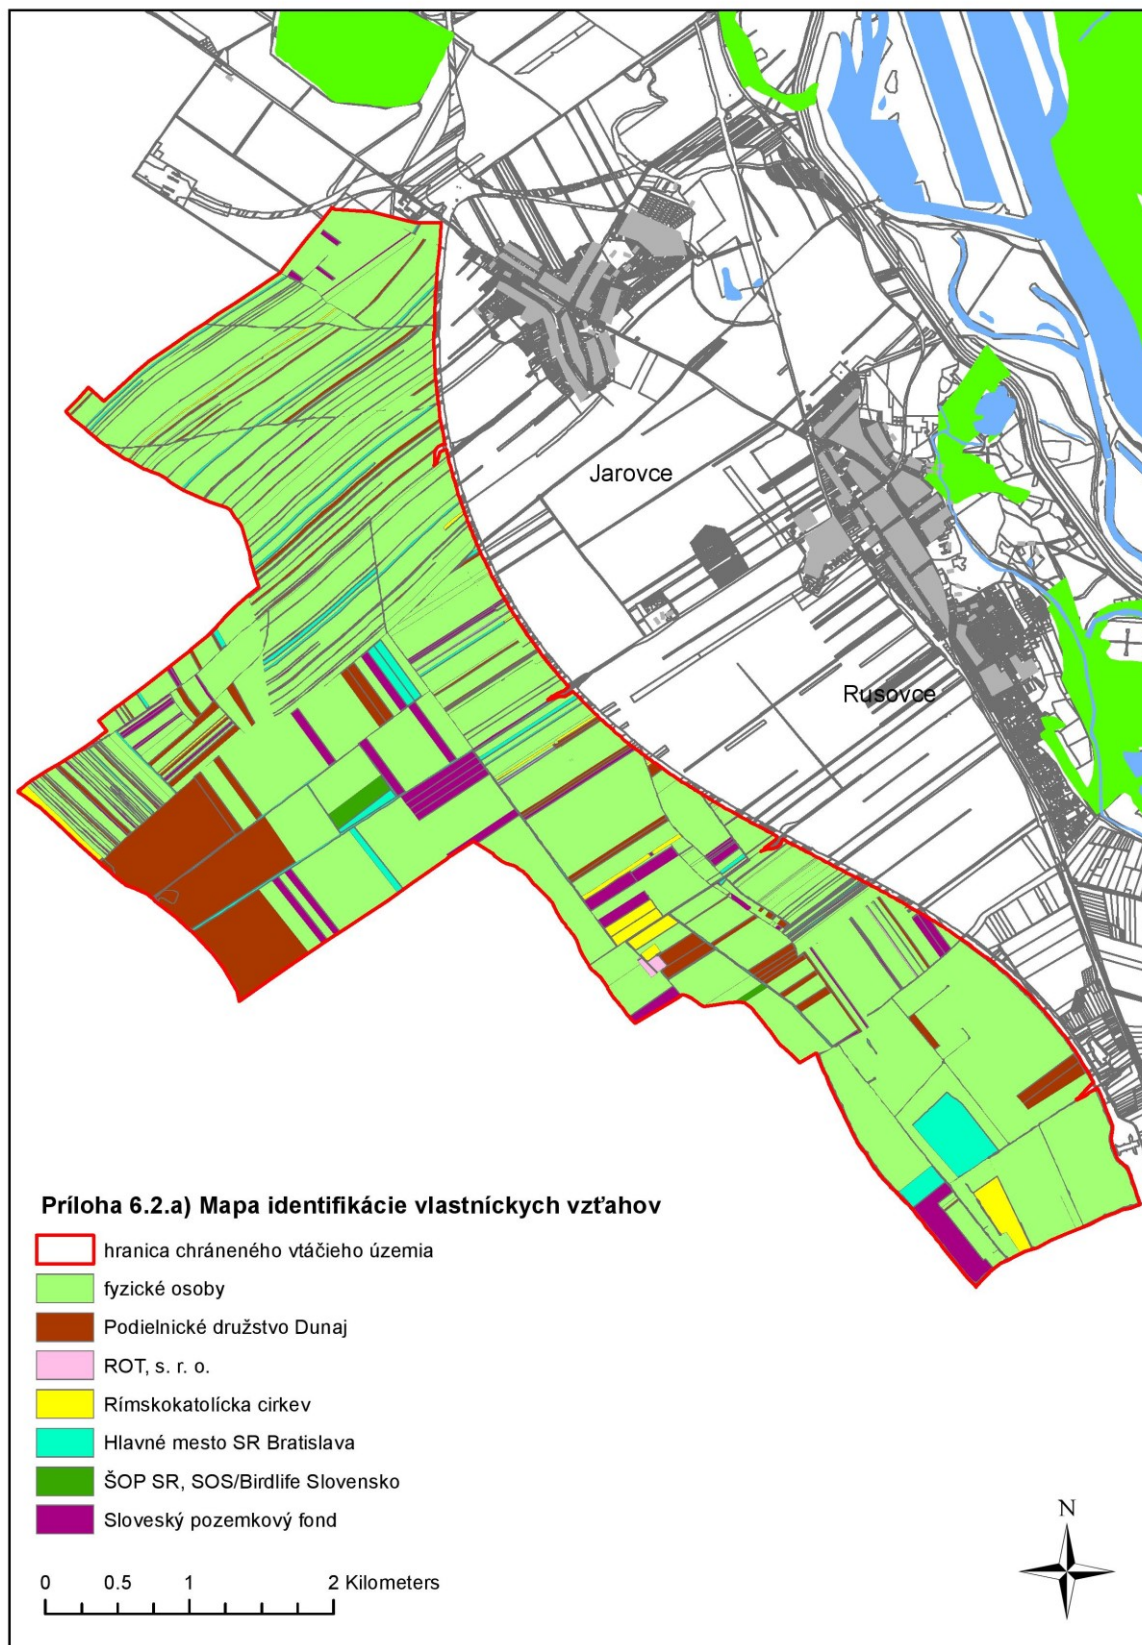 Jarovce
Rusovce
Príloha 6.2.a) Mapa identifikácie vlastníckych vzťahov
hranica chráneného vtáčieho územia
fyzické osoby
Podielnické družstvo Dunaj
ROT, s. r. o.
Rímskokatolícka cirkev
Hlavné mesto SR Bratislava
ŠOP SR, SOS/Birdlife Slovensko
Sloveský pozemkový fond
N
0 0.5 1 2 Kilometers